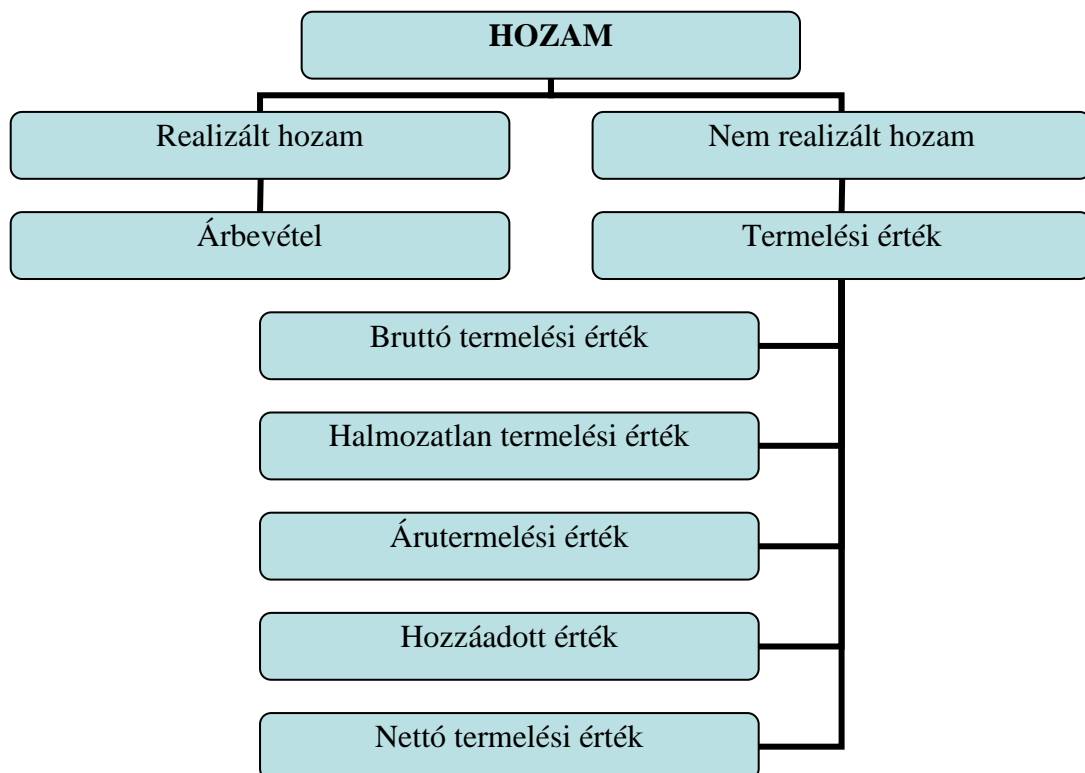 HOZAM
Realizált hozam
Nem realizált hozam
Árbevétel
Termelési érték
Bruttó termelési érték
Halmozatlan termelési érték
Árutermelési érték
Hozzáadott érték
Nettó termelési érték